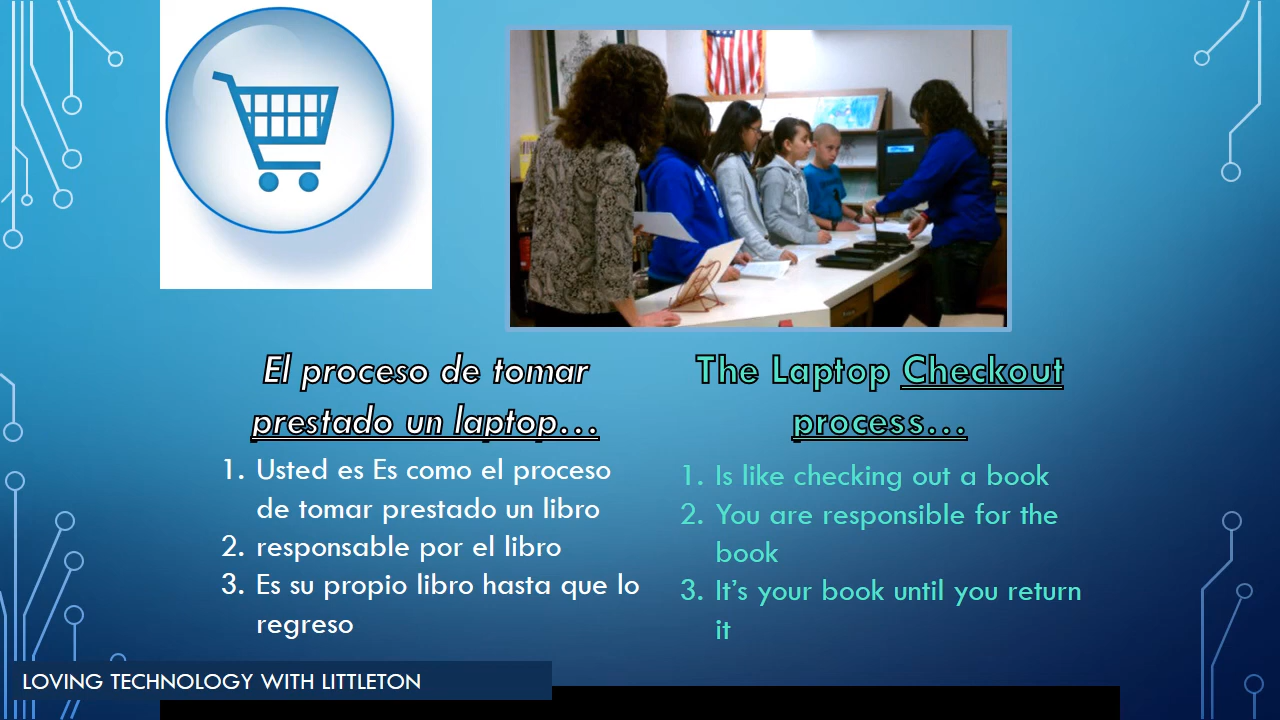 El proceso de tomar
prestado un laptop…
1. Usted es Es como el proceso
de tomar prestado un libro
2. responsable por el libro
3. Es su propio libro hasta que lo
regreso
The Laptop Checkout
process…
1. Is like checking out a book
2. You are responsible for the
book
3. It’s your book until you return
it
LOVING TECHNOLOGY WITH LITTLETON